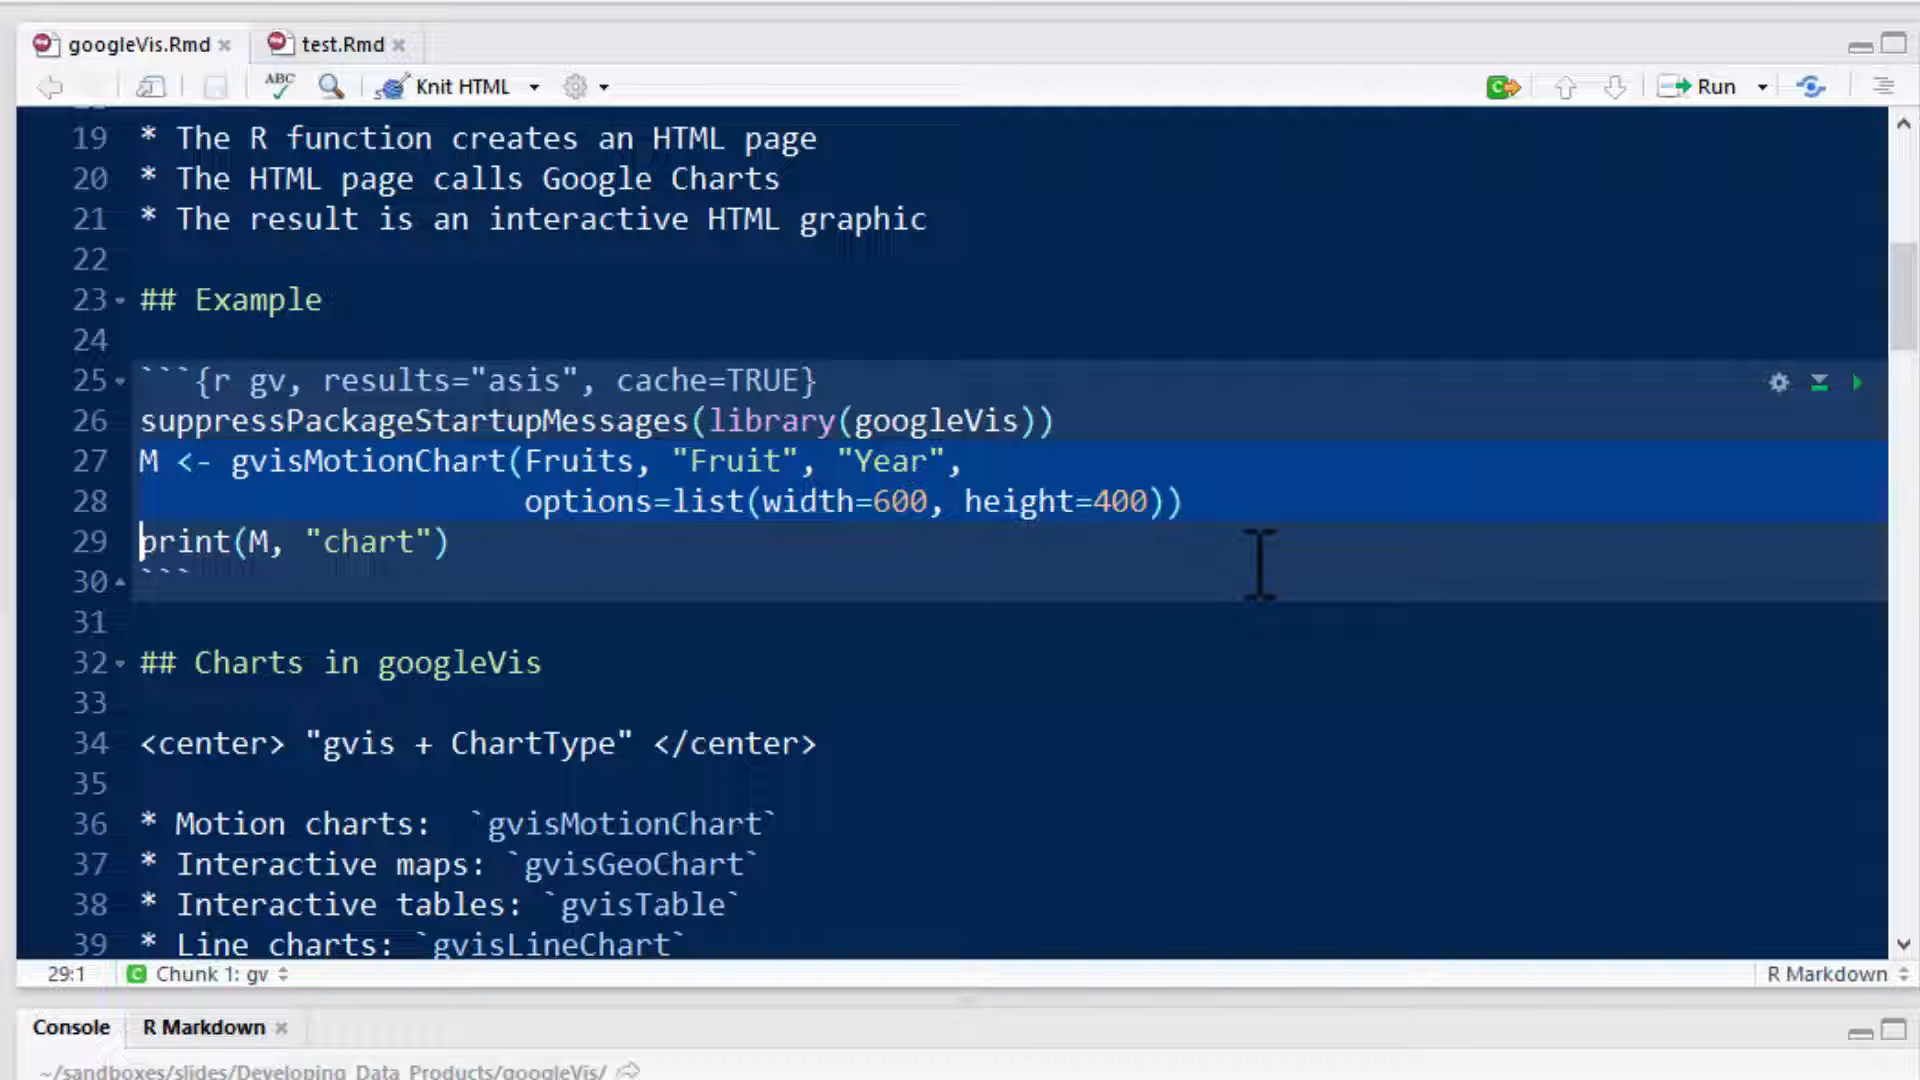 googleVis.Rmd
test.Rmd
ABC
Knit HTML
Run
19 * The R function creates an HTML page
20 * The HTML page calls Google Charts
21 * The result is an interactive HTML graphic
22
23 ## Example
24
25 ```{r gv, results="asis", cache=TRUE}
26 suppressPackageStartupMessages(library(googleVis))
27 M <- gvisMotionChart(Fruits, "Fruit", "Year",
28 options=list(width=600, height=400))
29 print(M, "chart")
30 ```
31
32 ## Charts in googleVis
33
34 <center> "gvis + ChartType" </center>
35
36 * Motion charts: `gvisMotionChart`
37 * Interactive maps: `gvisGeoChart`
38 * Interactive tables: `gvisTable`
39 * Line charts: `gvisLineChart`
29:1
C Chunk 1: gv
R Markdown
Console
R Markdown
~/sandboxes/slides/Developing_Data_Products/googleVis/